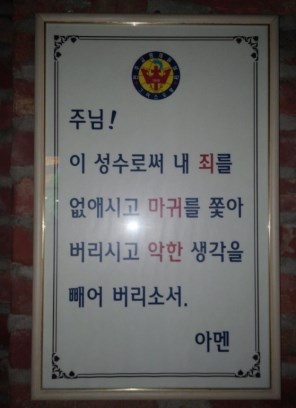 주님!
이 성수로써 내 죄를
없애시고 마귀를 쫓아
버리시고 악한 생각을
빼어 버리소서.
아멘